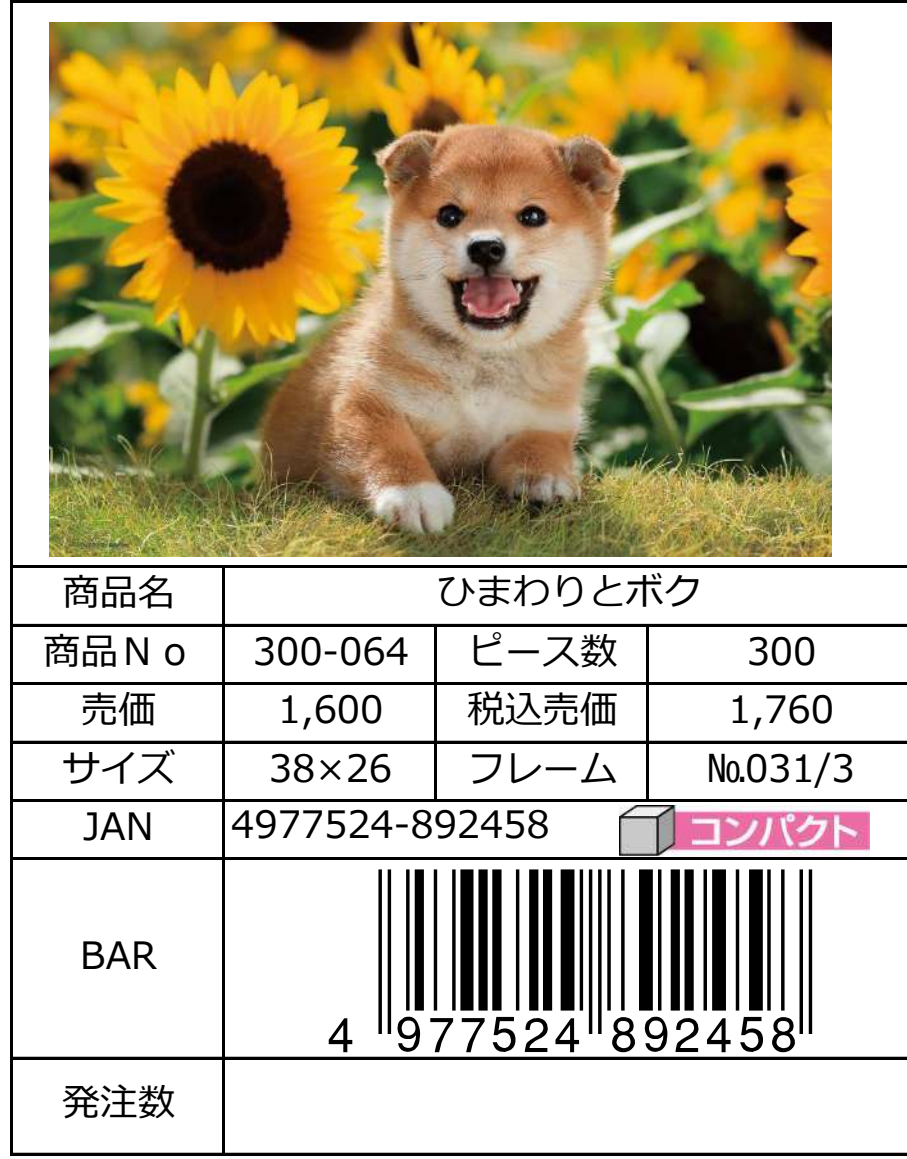 商品名 ひまわりとボク
商品Ｎｏ 300-064 ピース数 300
売価 1,600 税込売価 1,760
サイズ 38×26 フレーム №031/3
JAN 4977524-892458 コンパクト
BAR
4 977524 892458
発注数